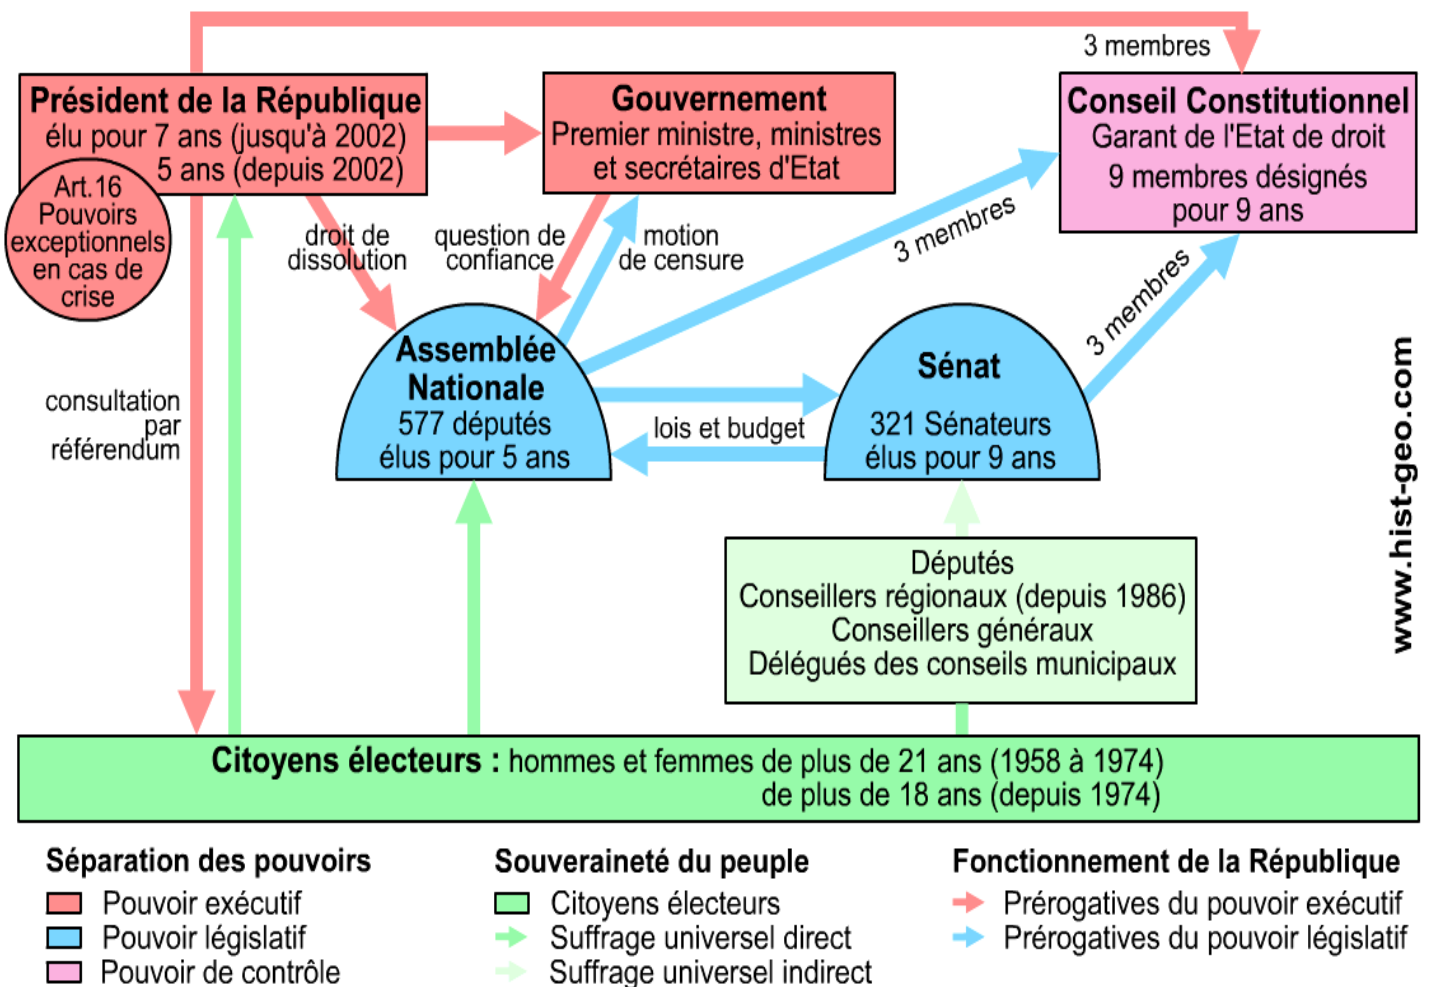 3 membres
Président de la République
élu pour 7 ans (jusqu'à 2002)
5 ans (depuis 2002)
Art.16
Pouvoirs
exceptionnels
en cas de
crise
Gouvernement
Premier ministre, ministres
et secrétaires d'Etat
Conseil Constitutionnel
Garant de l'Etat de droit
9 membres désignés
pour 9 ans
droit de
dissolution
question de
confiance
motion
de censure
3 membres
3 membres
Assemblée
Nationale
577 députés
élus pour 5 ans
lois et budget
Sénat
321 Sénateurs
élus pour 9 ans
consultation
par
référendum
www.hist-geo.com
Députés
Conseillers régionaux (depuis 1986)
Conseillers généraux
Délégués des conseils municipaux
Citoyens électeurs : hommes et femmes de plus de 21 ans (1958 à 1974)
de plus de 18 ans (depuis 1974)
Séparation des pouvoirs
Pouvoir exécutif
Pouvoir législatif
Pouvoir de contrôle
Souveraineté du peuple
Citoyens électeurs
Suffrage universel direct
Suffrage universel indirect
Fonctionnement de la République
Prérogatives du pouvoir exécutif
Prérogatives du pouvoir législatif